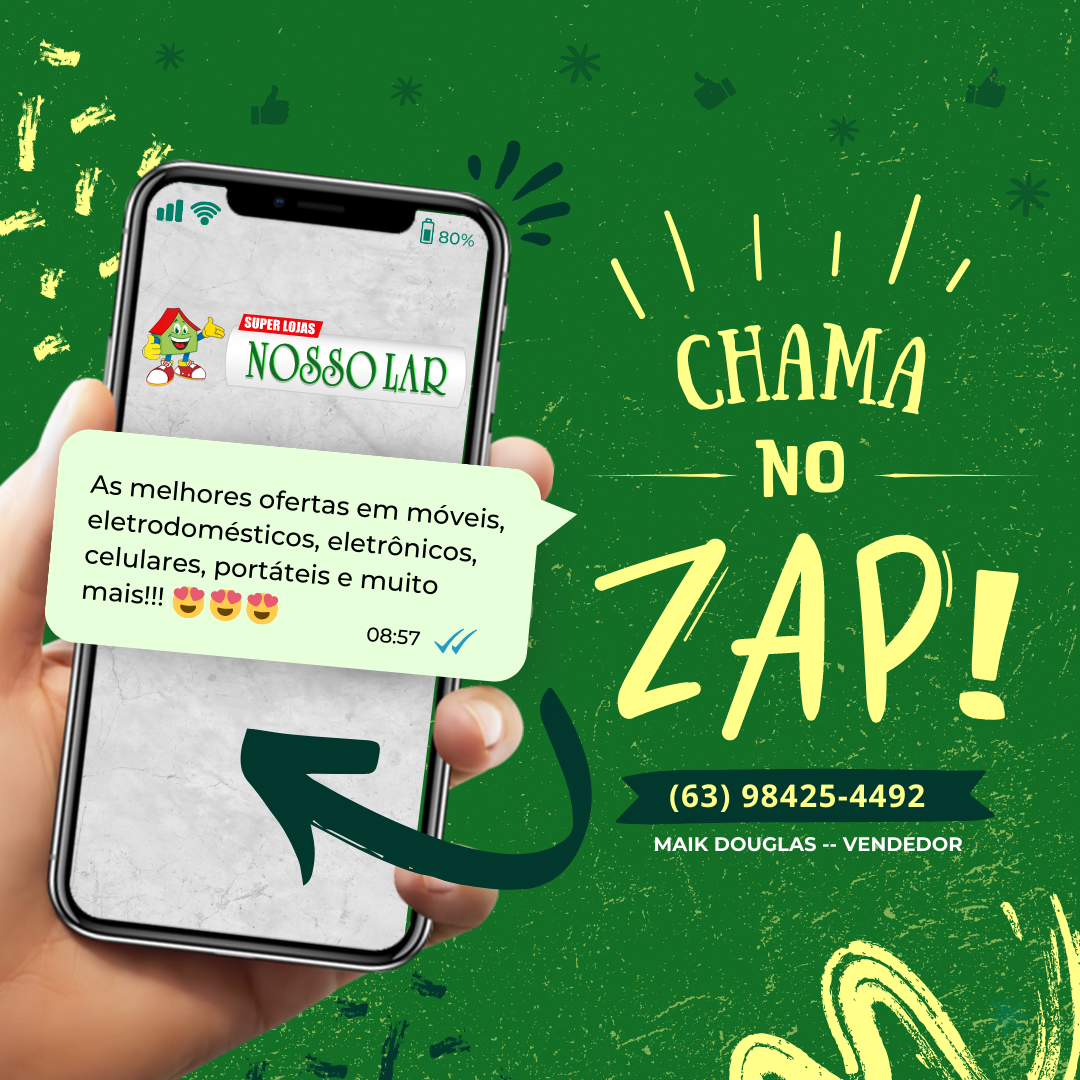 80%
SUPER LOJAS
NOSSO LAR
As melhores ofertas em móveis,
eletrodomésticos, eletrônicos,
celulares, portáteis e muito
mais!!! 😍😍😍
08:57
CHAMA
NO
ZAP!
(63) 98425-4492
MAIK DOUGLAS -- VENDEDOR